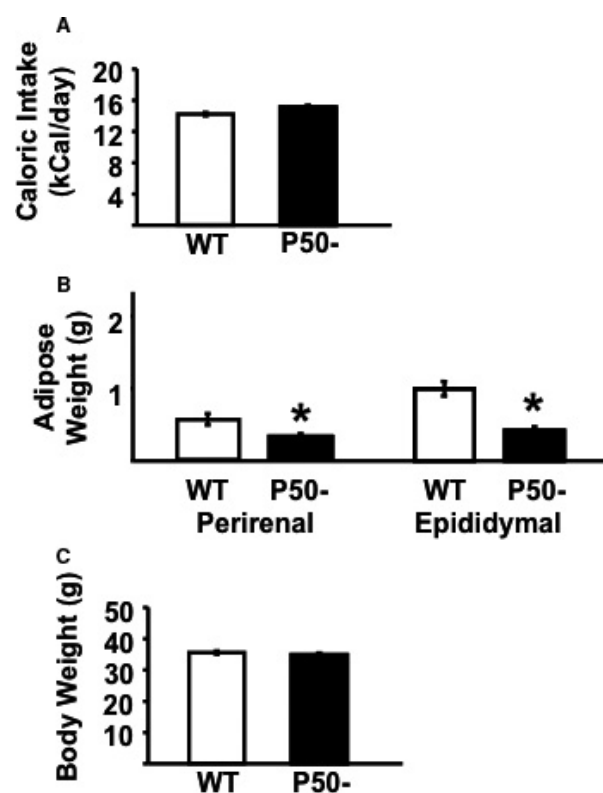 A
Caloric Intake
(kCal/day)
20
16
12
8
4
WT P50-
B
Adipose
Weight (g)
2
1
* *
WT P50- WT P50-
Perirenal Epididymal
C
Body Weight (g)
50
40
30
20
10
WT P50-